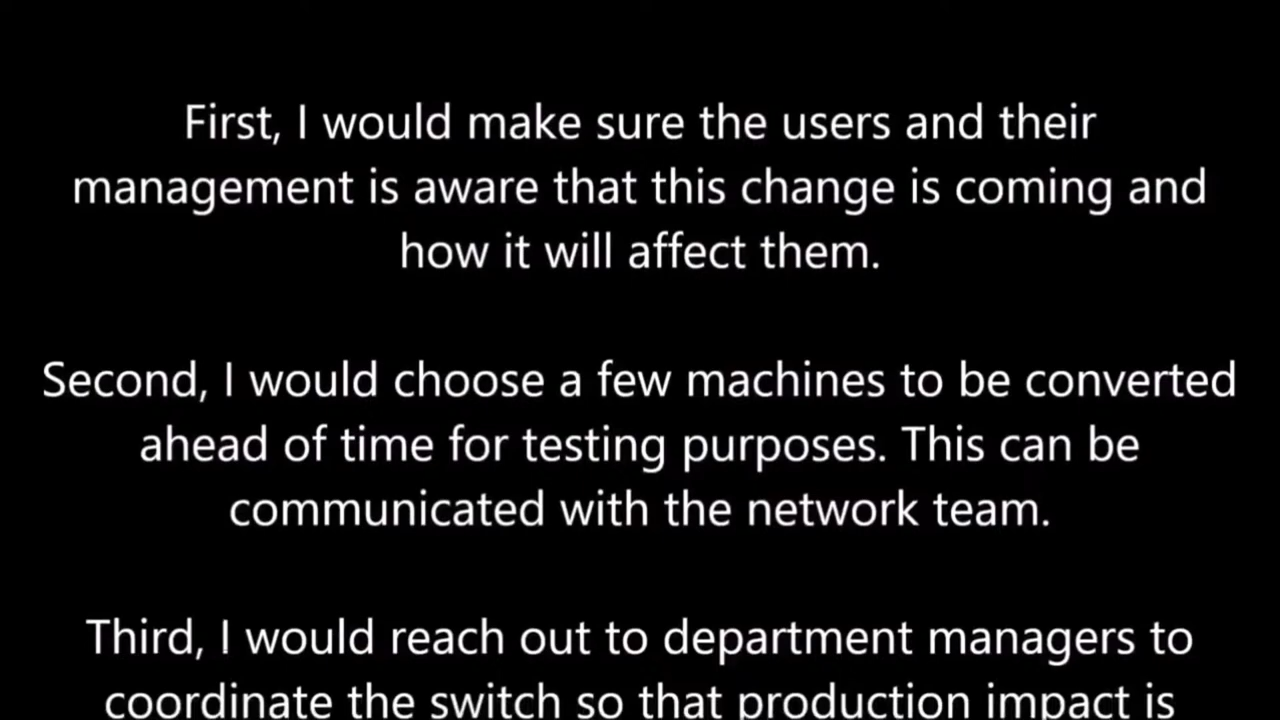 First, I would make sure the users and their
management is aware that this change is coming and
how it will affect them.
Second, I would choose a few machines to be converted
ahead of time for testing purposes. This can be
communicated with the network team.
Third, I would reach out to department managers to
coordinate the switch so that production impact is